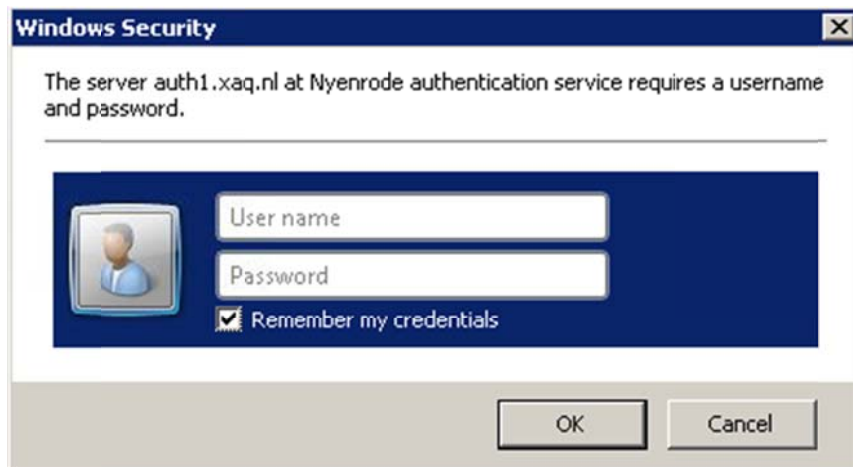 Windows Security
The server auth1.xaq.nl at Nyenrode authentication service requires a username
and password.
User name
Password
Remember my credentials
OK
Cancel